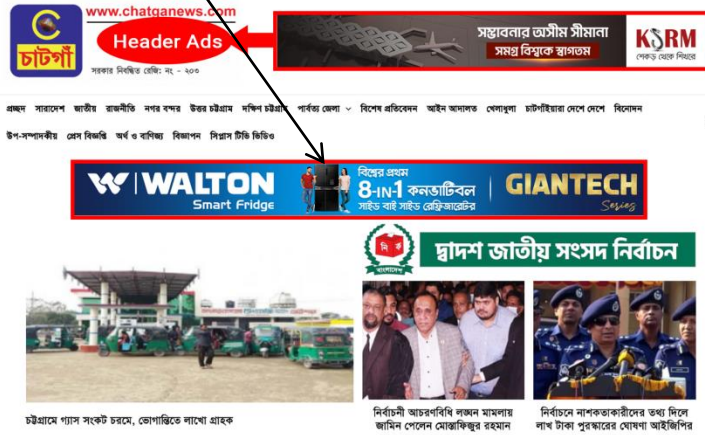 www.chatganews.com
C
চাটগাঁ
Header Ads
সরকার নিবন্ধিত রেজি: নং - ২০৩
সম্ভাবনার অসীম সীমানা
সমগ্র বিশ্বকে স্বাগতম
KSRM
শেকড় থেকে শিখরে
প্রচ্ছদ সারাদেশ জাতীয় রাজনীতি নগর বন্দর উত্তর চট্টগ্রাম দক্ষিণ চট্টগ্রাম পার্বত্য জেলা বিশেষ প্রতিবেদন আইন আদালত খেলাধুলা চাটগাঁইয়ারা দেশে দেশে বিনোদন
উপ-সম্পাদকীয় প্রেস বিজ্ঞপ্তি অর্থ ও বাণিজ্য বিজ্ঞাপন সিপ্লাস টিভি ভিডিও
W WALTON
Smart Fridge
বিশ্বের প্রথম
8-IN-1 কনভার্টিবল
সাইড বাই সাইড রেফ্রিজারেটর
GIANTECH
Series
নি ক
বাংলাদেশ
দ্বাদশ জাতীয় সংসদ নির্বাচন
চট্টগ্রামে গ্যাস সংকট চরমে, ভোগান্তিতে লাখো গ্রাহক
নির্বাচনী আচরণবিধি লঙ্ঘন মামলায়
জামিন পেলেন মোস্তাফিজুর রহমান
নির্বাচনে নাশকতাকারীদের তথ্য দিলে
লাখ টাকা পুরস্কারের ঘোষণা আইজিপির